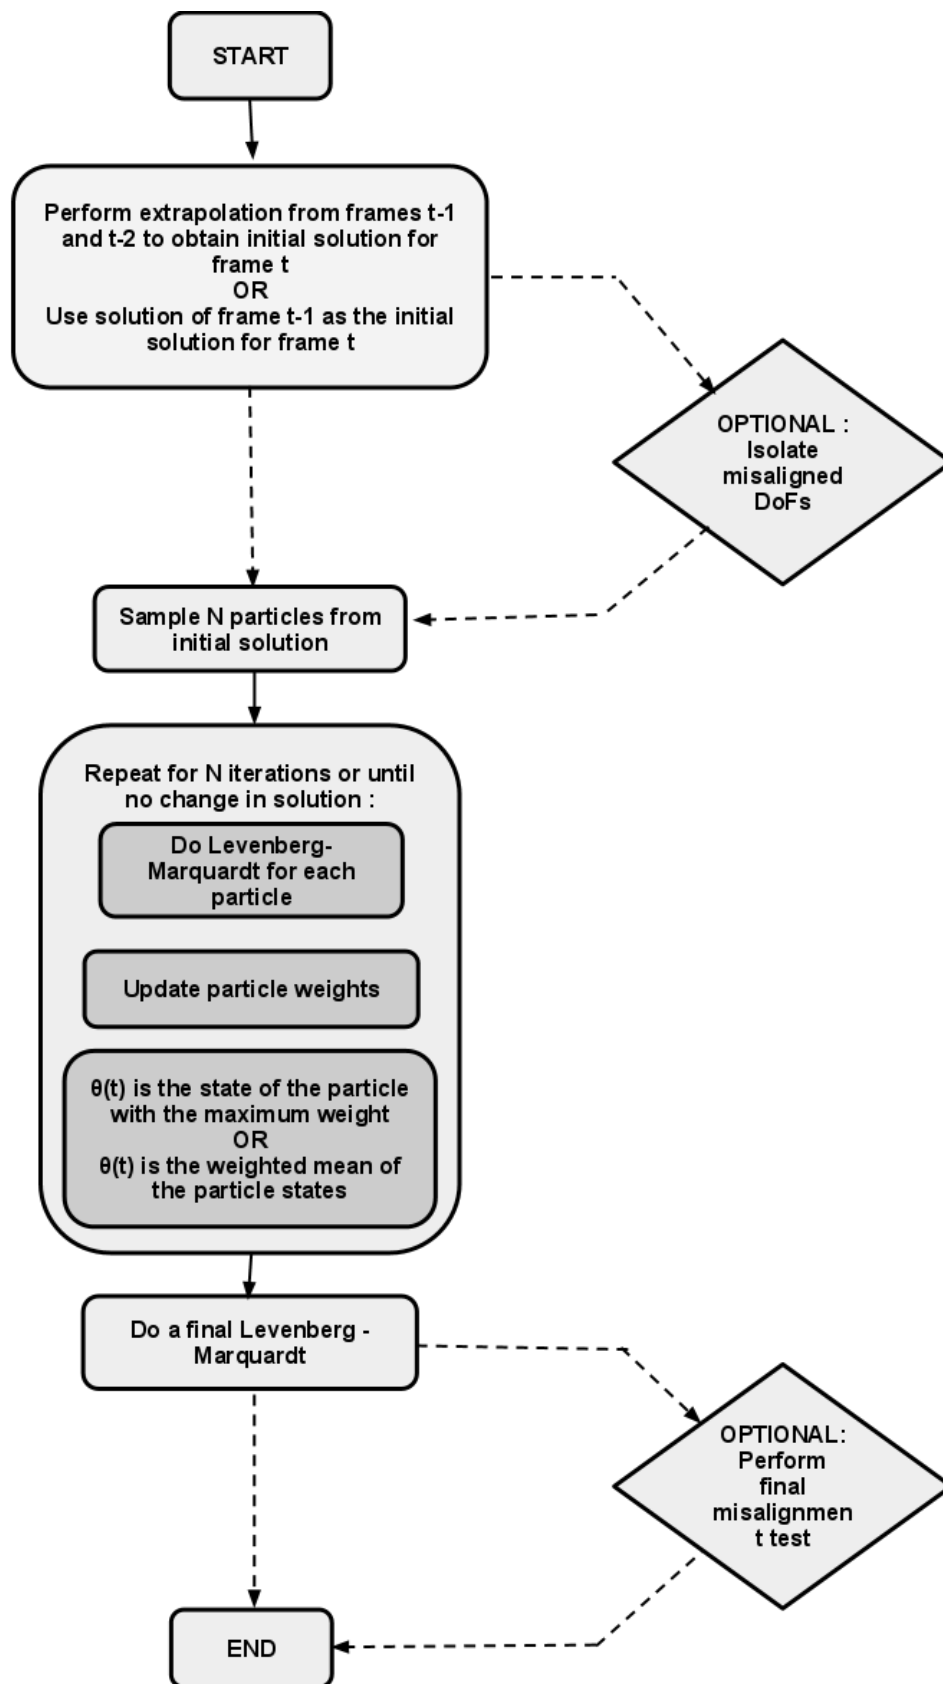 START
Perform extrapolation from frames t-1
and t-2 to obtain initial solution for
frame t
OR
Use solution of frame t-1 as the initial
solution for frame t
OPTIONAL :
Isolate
misaligned
DoFs
Sample N particles from
initial solution
Repeat for N iterations or until
no change in solution :
Do Levenberg-
Marquardt for each
particle
Update particle weights
θ(t) is the state of the particle
with the maximum weight
OR
θ(t) is the weighted mean of
the particle states
Do a final Levenberg -
Marquardt
OPTIONAL:
Perform
final
misalignmen
t test
END